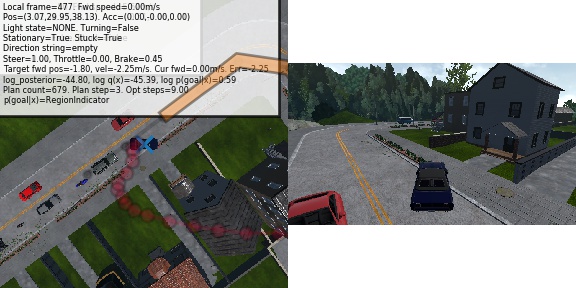 Local frame=477. Fwd speed=0.00m/s
Pos=(3.07,29.95,38.13). Acc=(0.00,-0.00,0.00)
Light state=NONE. Turning=False
Stationary=True. Stuck=True
Direction string=empty
Steer=1.00, Throttle=0.00, Brake=0.45
Target fwd pos=-1.80, vel=-2.25m/s. Cur fwd=0.00m/s. Err=-2.25
log_posterior=-44.80, log q(x)=-45.39, log p(goal|x)=0.59
Plan count=679. Plan step=3. Opt steps=9.00
p(goal|x)=RegionIndicator